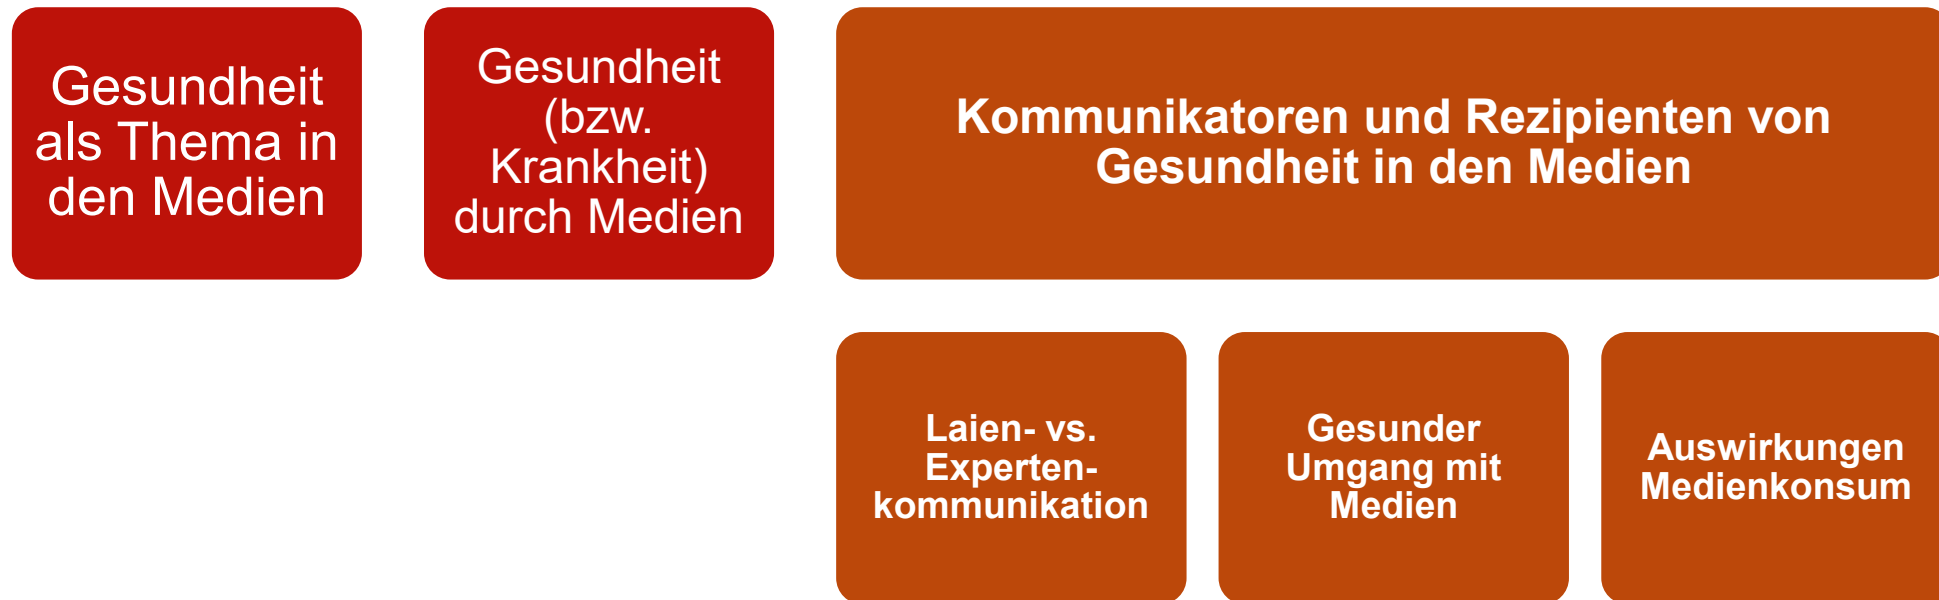 Gesundheit
als Thema in
den Medien
Gesundheit
(bzw.
Krankheit)
durch Medien
Kommunikatoren und Rezipienten von
Gesundheit in den Medien
Laien- vs.
Experten-
kommunikation
Gesunder
Umgang mit
Medien
Auswirkungen
Medienkonsum